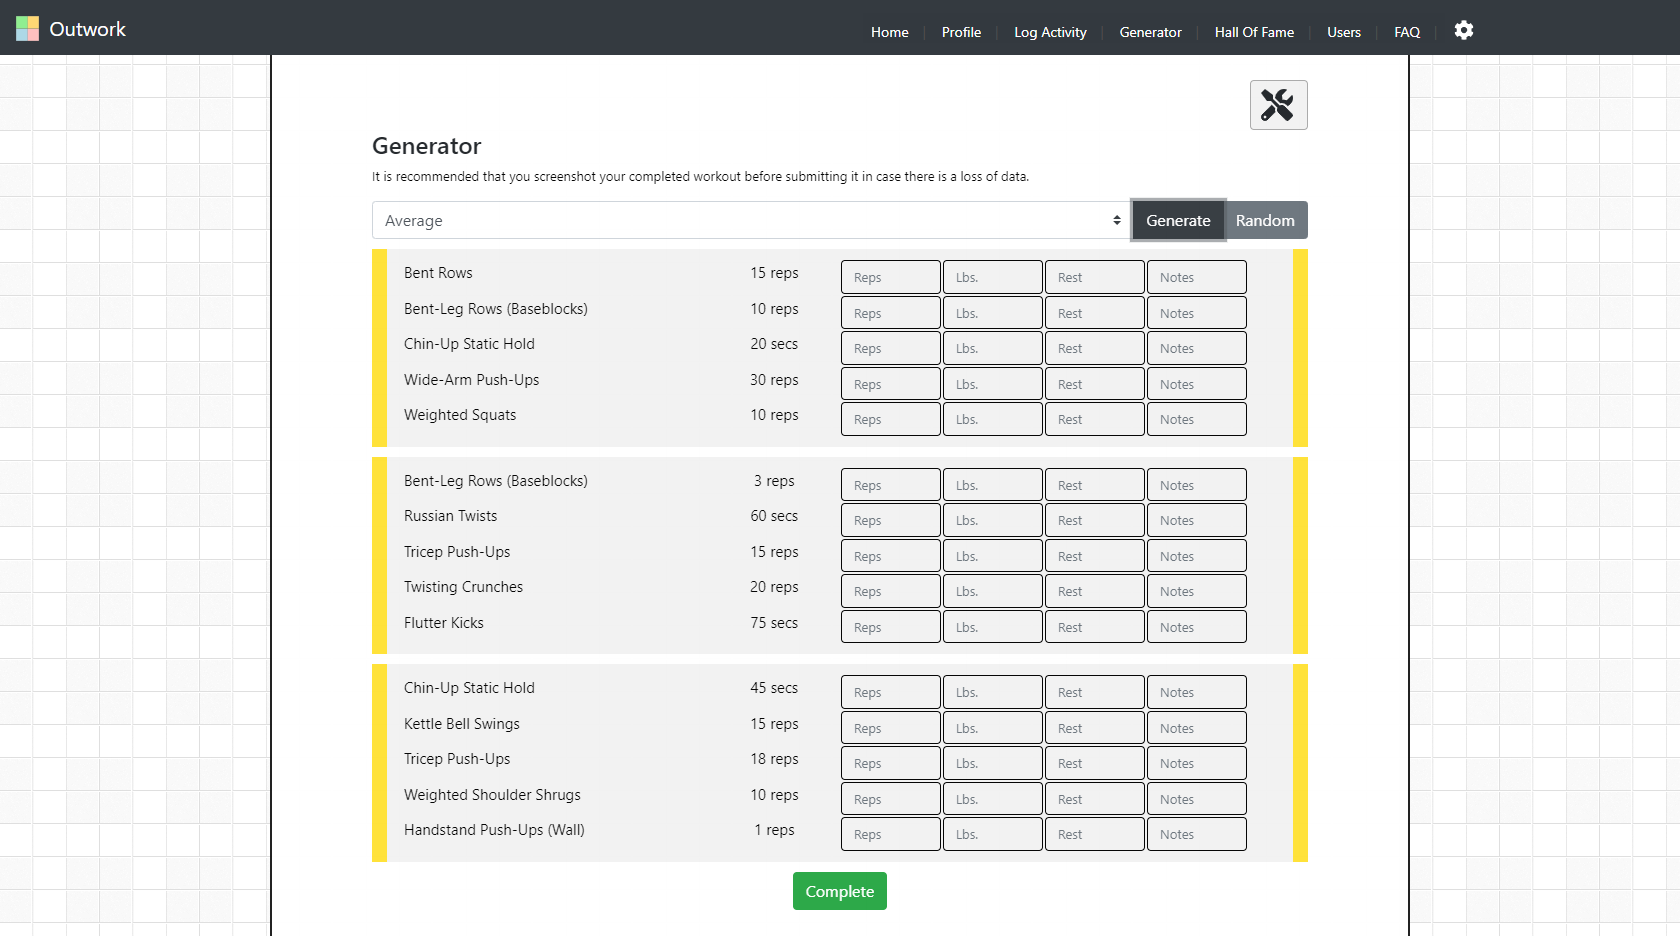 Outwork
Home Profile Log Activity Generator Hall Of Fame Users FAQ
Generator
It is recommended that you screenshot your completed workout before submitting it in case there is a loss of data.
Average Generate Random
Bent Rows 15 reps Reps Lbs. Rest Notes
Bent-Leg Rows (Baseblocks) 10 reps Reps Lbs. Rest Notes
Chin-Up Static Hold 20 secs Reps Lbs. Rest Notes
Wide-Arm Push-Ups 30 reps Reps Lbs. Rest Notes
Weighted Squats 10 reps Reps Lbs. Rest Notes
Bent-Leg Rows (Baseblocks) 3 reps Reps Lbs. Rest Notes
Russian Twists 60 secs Reps Lbs. Rest Notes
Tricep Push-Ups 15 reps Reps Lbs. Rest Notes
Twisting Crunches 20 reps Reps Lbs. Rest Notes
Flutter Kicks 75 secs Reps Lbs. Rest Notes
Chin-Up Static Hold 45 secs Reps Lbs. Rest Notes
Kettle Bell Swings 15 reps Reps Lbs. Rest Notes
Tricep Push-Ups 18 reps Reps Lbs. Rest Notes
Weighted Shoulder Shrugs 10 reps Reps Lbs. Rest Notes
Handstand Push-Ups (Wall) 1 reps Reps Lbs. Rest Notes
Complete